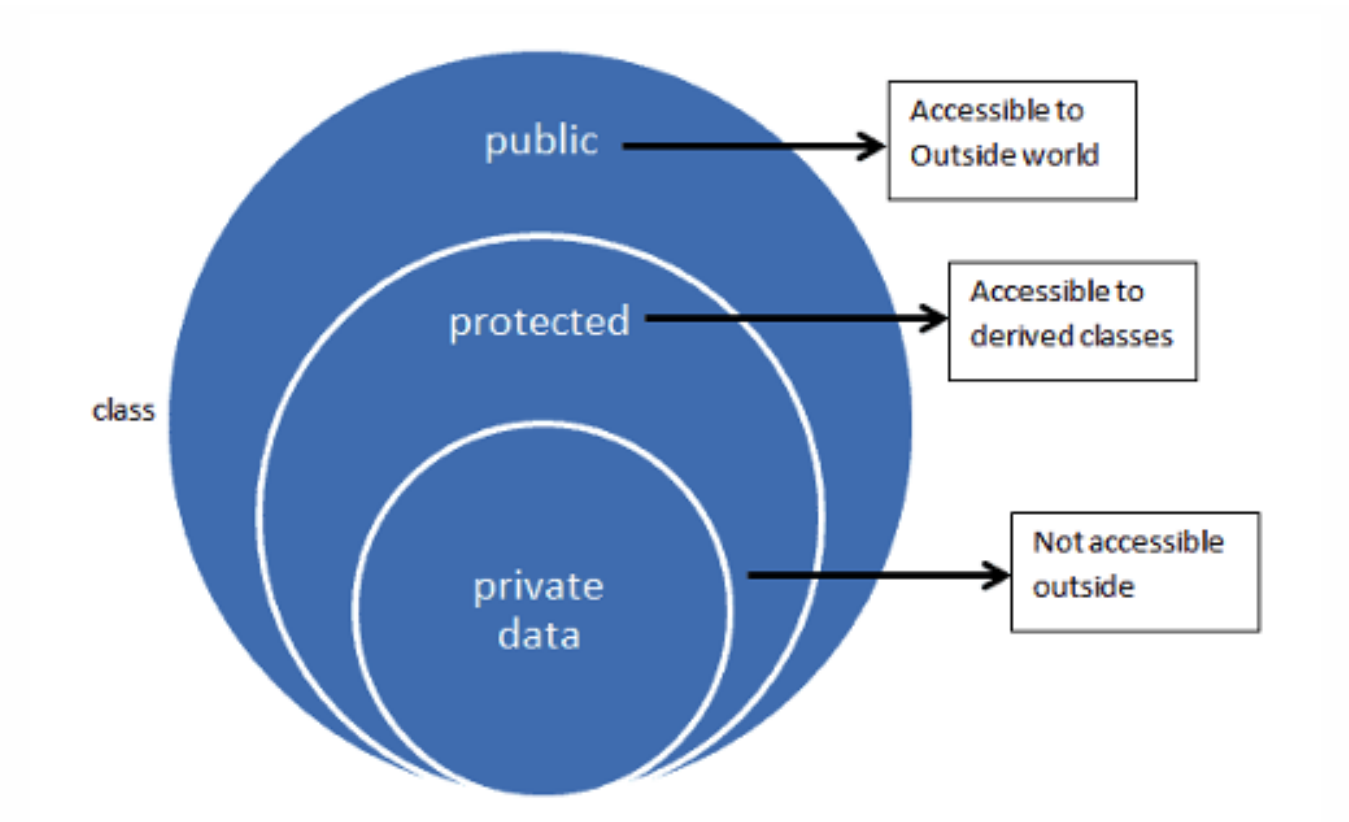 public
Accessible to
Outside world
protected
Accessible to
derived classes
class
Not accessible
outside
private
data